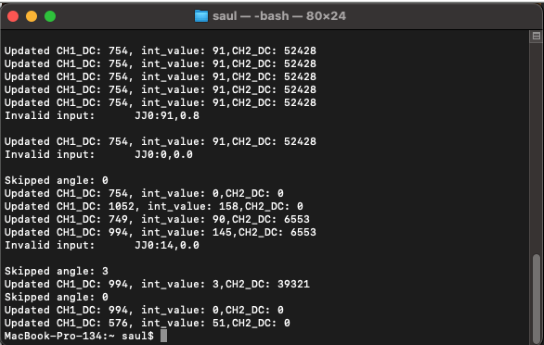 saul — -bash — 80×24
Updated CH1_DC: 754, int_value: 91,CH2_DC: 52428
Updated CH1_DC: 754, int_value: 91,CH2_DC: 52428
Updated CH1_DC: 754, int_value: 91,CH2_DC: 52428
Updated CH1_DC: 754, int_value: 91,CH2_DC: 52428
Updated CH1_DC: 754, int_value: 91,CH2_DC: 52428
Invalid input:      JJ0:91,0.8
Updated CH1_DC: 754, int_value: 91,CH2_DC: 52428
Invalid input:      JJ0:0,0.0
Skipped angle: 0
Updated CH1_DC: 754, int_value: 0,CH2_DC: 0
Updated CH1_DC: 1052, int_value: 158,CH2_DC: 0
Updated CH1_DC: 749, int_value: 90,CH2_DC: 6553
Updated CH1_DC: 994, int_value: 145,CH2_DC: 6553
Invalid input:      JJ0:14,0.0
Skipped angle: 3
Updated CH1_DC: 994, int_value: 3,CH2_DC: 39321
Skipped angle: 0
Updated CH1_DC: 994, int_value: 0,CH2_DC: 0
Updated CH1_DC: 576, int_value: 51,CH2_DC: 0
MacBook-Pro-134:~ saul$